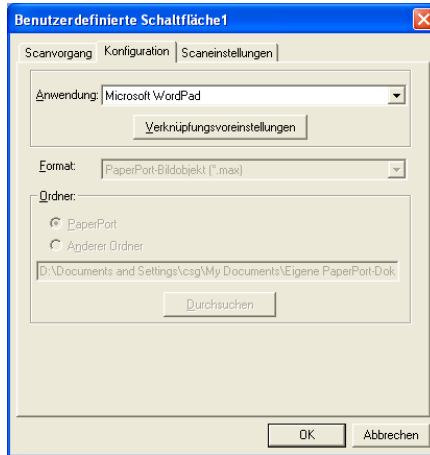 Benutzerdefinierte Schaltfläche1
Scanvorgang Konfiguration Scaneinstellungen
Anwendung: Microsoft WordPad
Verknüpfungsvoreinstellungen
Format: PaperPort-Bildobjekt (*.max)
Ordner:
PaperPort
Anderer Ordner
D:\Documents and Settings\csg\My Documents\Eigene PaperPort-Dok
Durchsuchen
OK Abbrechen